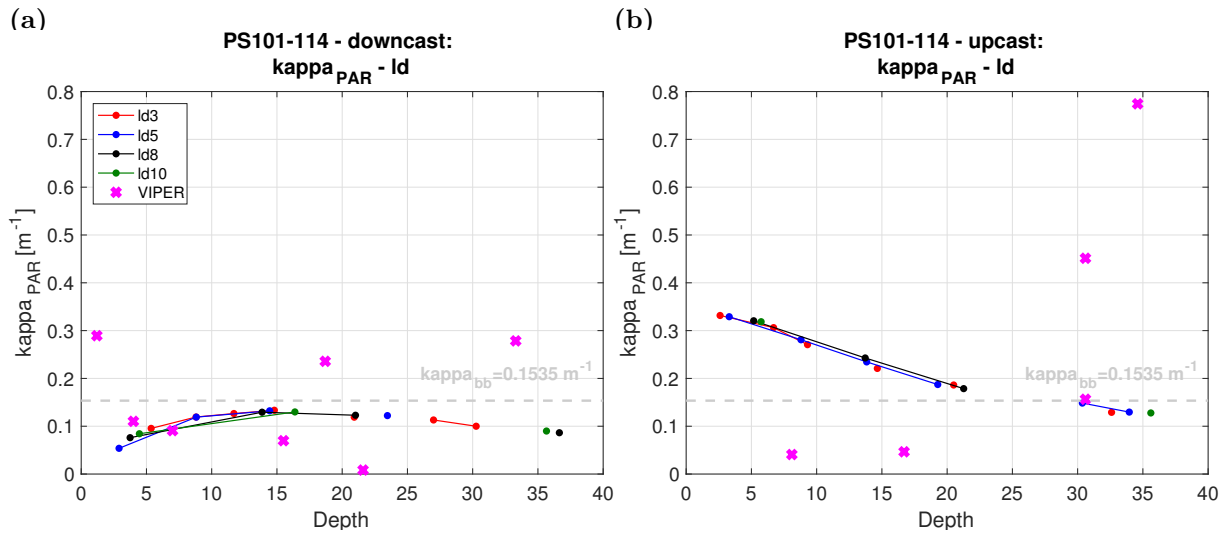 (a)
PS101-114 - downcast:
kappaPAR - ld
0.8
0.7
0.6
0.5
0.4
0.3
0.2
0.1
0
kappa PAR [m-1]
ld3
ld5
ld8
ld10
VIPER
kappabb=0.1535 m-1
0 5 10 15 20 25 30 35 40
Depth
(b)
PS101-114 - upcast:
kappaPAR - ld
0.8
0.7
0.6
0.5
0.4
0.3
0.2
0.1
0
kappa PAR [m-1]
kappabb=0.1535 m-1
0 5 10 15 20 25 30 35 40
Depth